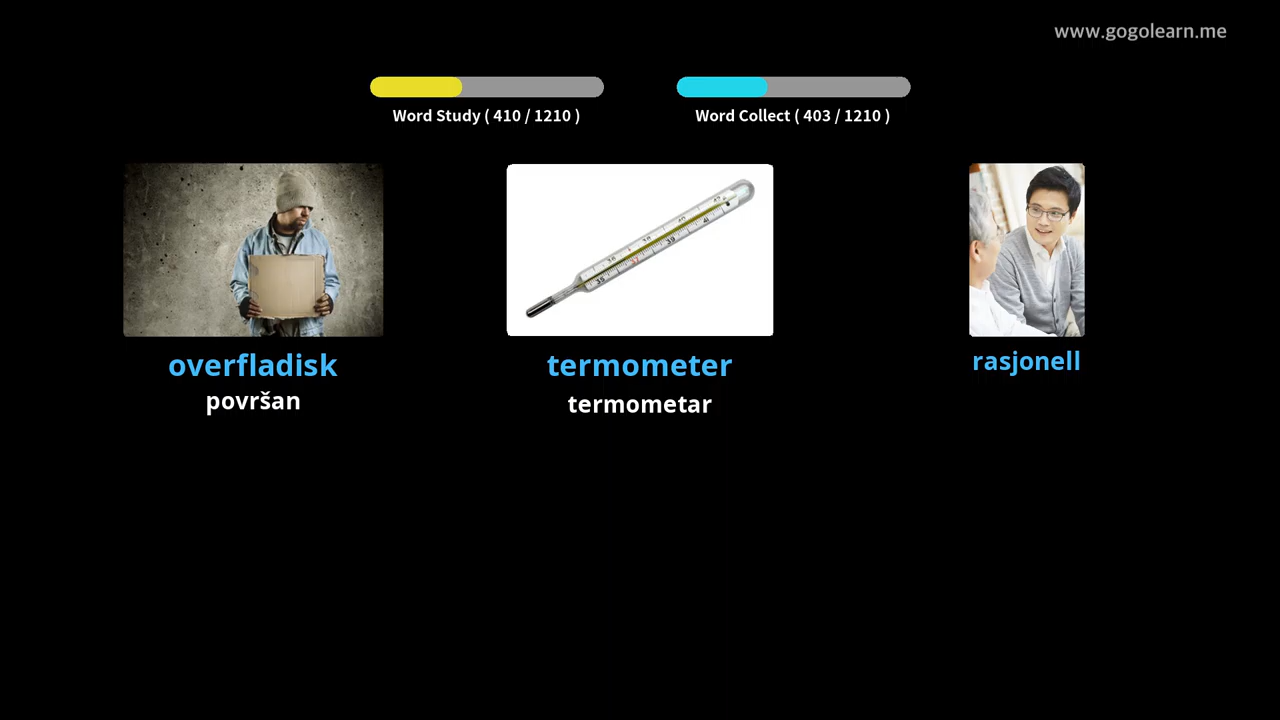 www.gogolearn.me
Word Study ( 410 / 1210 )
Word Collect ( 403 / 1210 )
overfladisk
termometer
rasjonell
površan
termometar